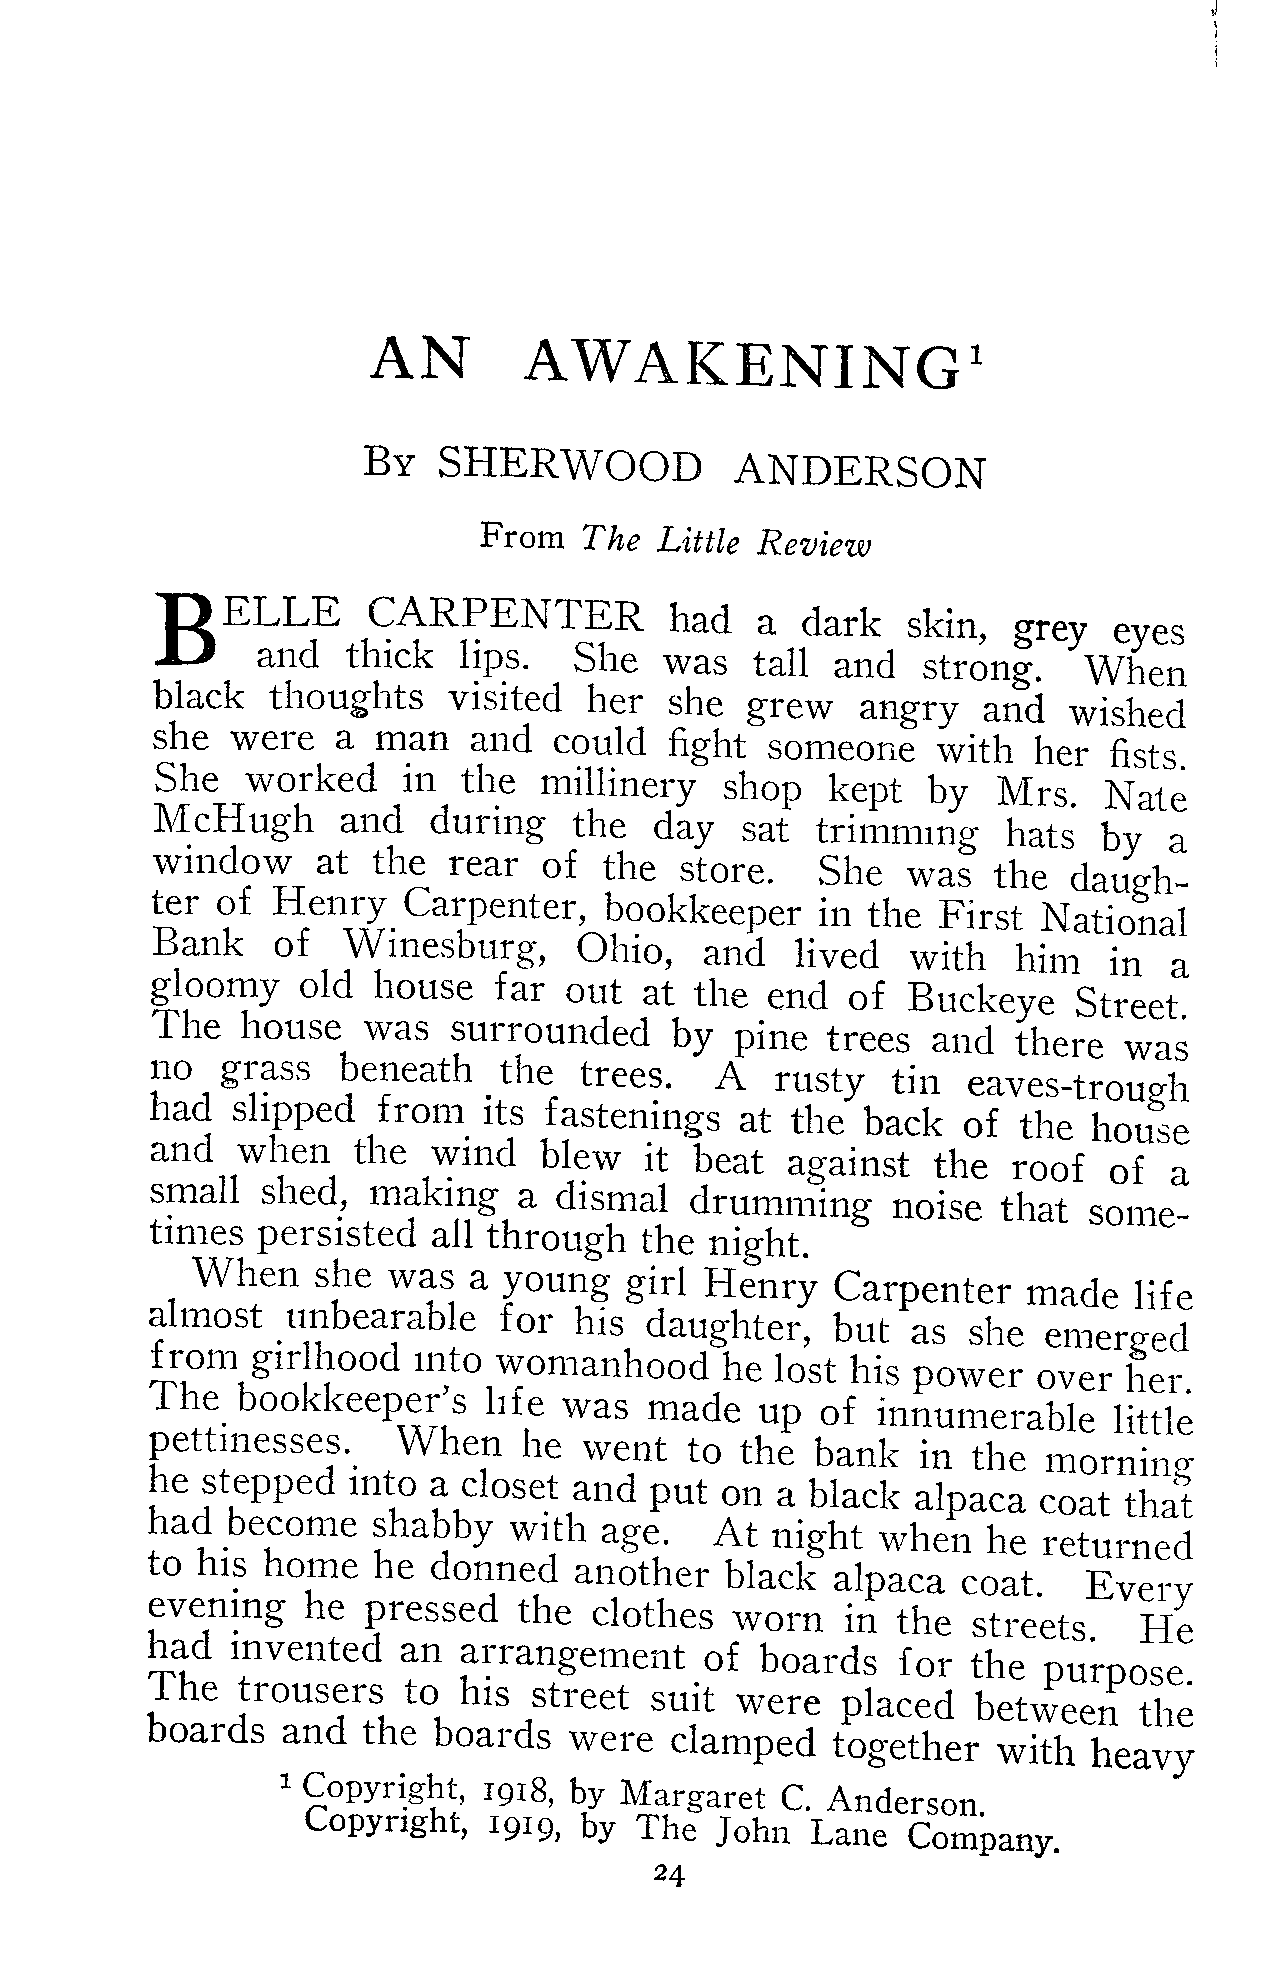 AN AWAKENING¹
By SHERWOOD ANDERSON
From The Little Review
BELLE CARPENTER had a dark skin, grey eyes
and thick lips. She was tall and strong. When
black thoughts visited her she grew angry and wished
she were a man and could fight someone with her fists.
She worked in the millinery shop kept by Mrs. Nate
McHugh and during the day sat trimming hats by a
window at the rear of the store. She was the daugh-
ter of Henry Carpenter, bookkeeper in the First National
Bank of Winesburg, Ohio, and lived with him in a
gloomy old house far out at the end of Buckeye Street.
The house was surrounded by pine trees and there was
no grass beneath the trees. A rusty tin eaves-trough
had slipped from its fastenings at the back of the house
and when the wind blew it beat against the roof of a
small shed, making a dismal drumming noise that some-
times persisted all through the night.
When she was a young girl Henry Carpenter made life
almost unbearable for his daughter, but as she emerged
from girlhood into womanhood he lost his power over her.
The bookkeeper's life was made up of innumerable little
pettinesses. When he went to the bank in the morning
he stepped into a closet and put on a black alpaca coat that
had become shabby with age. At night when he returned
to his home he donned another black alpaca coat. Every
evening he pressed the clothes worn in the streets. He
had invented an arrangement of boards for the purpose.
The trousers to his street suit were placed between the
boards and the boards were clamped together with heavy
¹ Copyright, 1918, by Margaret C. Anderson.
Copyright, 1919, by The John Lane Company.
24